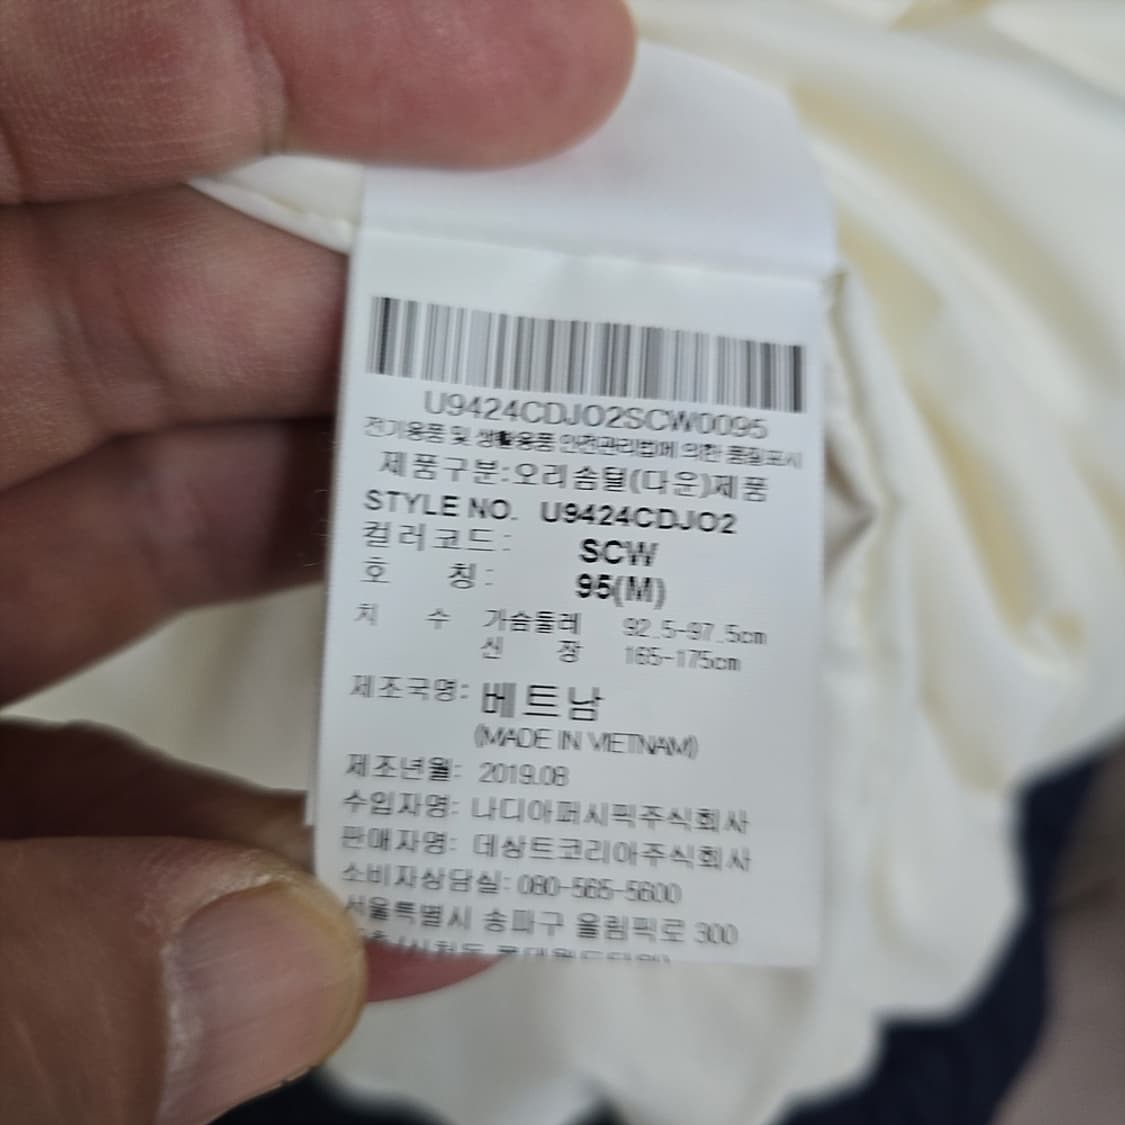 U9424CDJO2SCW0095
전기용품 및 생활용품 안전관리법에 의한 품질표시
제품구분:오리솜털(다운)제품
STYLE NO. U9424CDJO2
컬러코드: SCW
호 칭: 95(M)
치 수 가슴둘레 92.5-97.5cm
신 장 165-175cm
제조국명: 베트남
(MADE IN VIETNAM)
제조년월: 2019.08
수입자명: 나디아퍼시픽주식회사
판매자명: 데상트코리아주식회사
소비자상담실: 080-565-5600
서울특별시 송파구 올림픽로 300